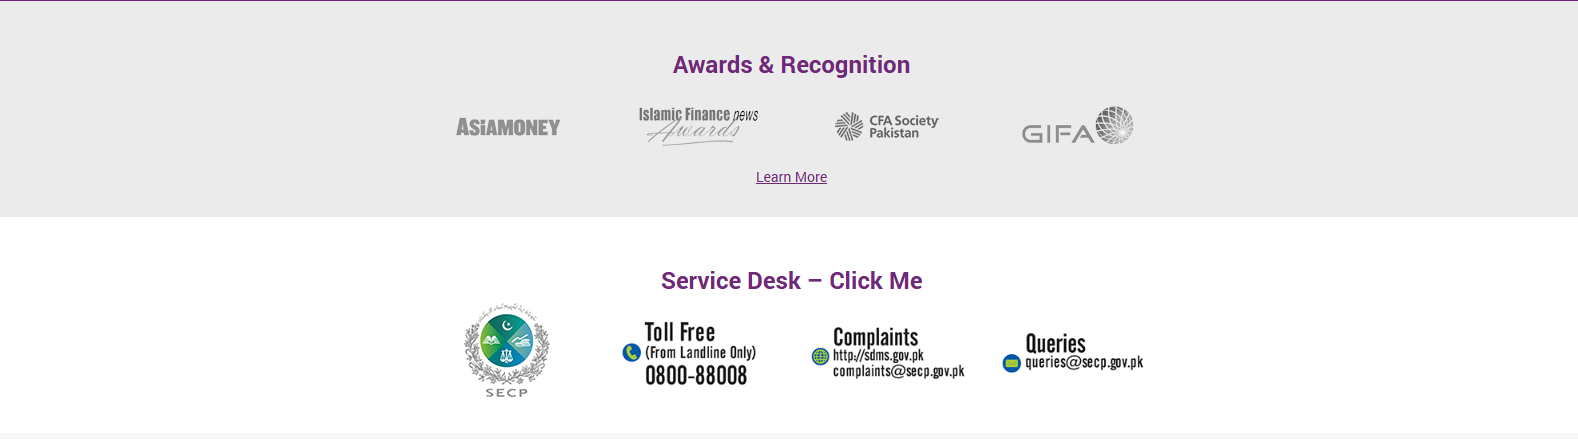 Awards & Recognition
ASiAMONEY
Islamic Finance news
Awards
CFA Society
Pakistan
GIFA
Learn More
Service Desk – Click Me
SECP
Toll Free
(From Landline Only)
0800-88008
Complaints
http://sdms.gov.pk
complaints@secp.gov.pk
Queries
queries@secp.gov.pk